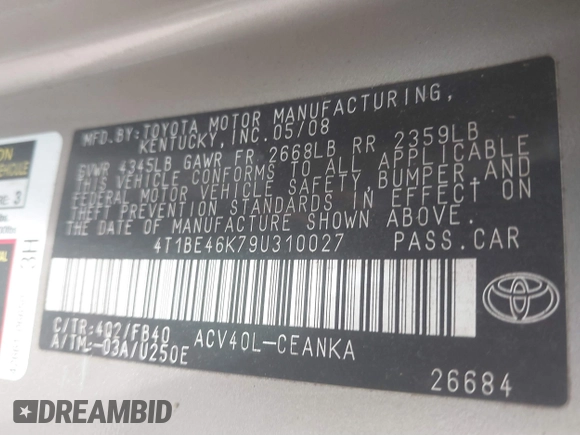 MFD.BY:TOYOTA MOTOR MANUFACTURING,
KENTUCKY,INC.05/08
GVWR 4345LB GAWR FR 2668LB RR 2359LB
THIS VEHICLE CONFORMS TO ALL APPLICABLE
FEDERAL MOTOR VEHICLE SAFETY,BUMPER,AND
THEFT PREVENTION STANDARDS IN EFFECT ON
THE DATE OF MANUFACTURE SHOWN ABOVE.
4T1BE46K79U310027 PASS.CAR
C/TR:402/FB40 ACV40L-CEANKA
A/TM:-03A/U250E
26684
DREAMBID